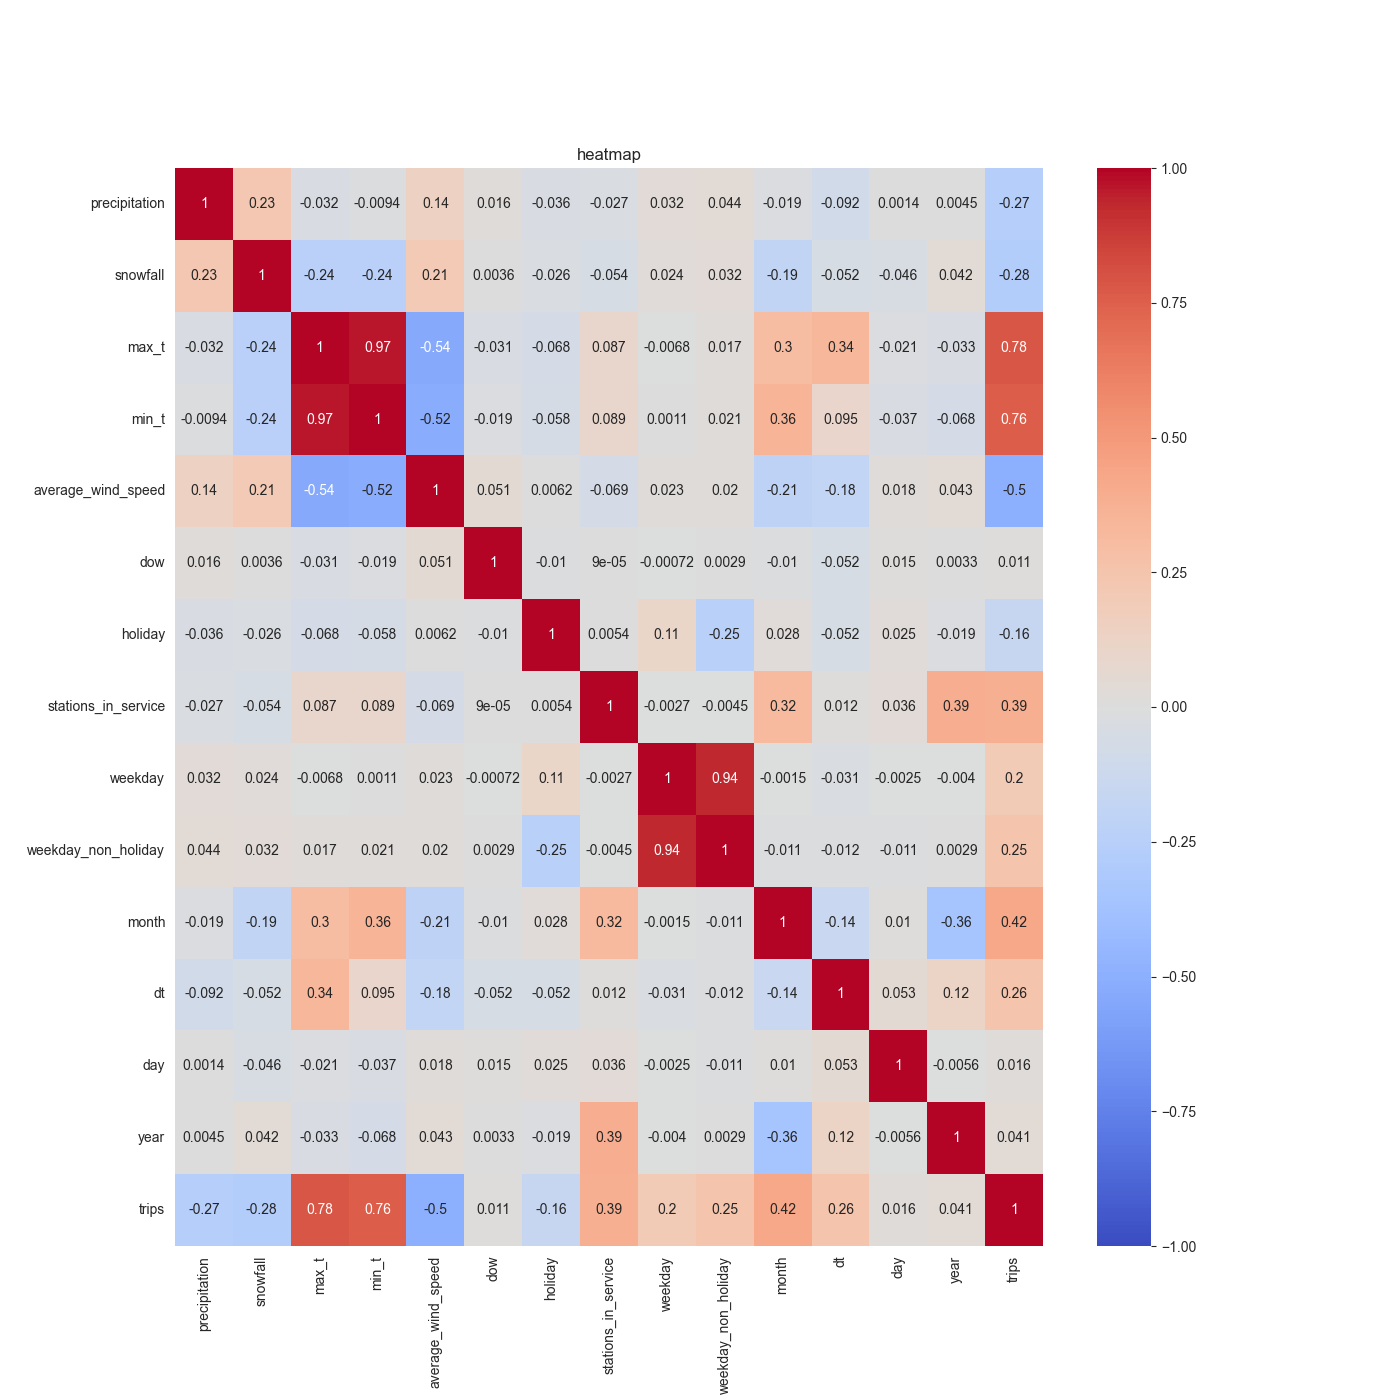 heatmap
precipitation 1 0.23 -0.032 -0.0094 0.14 0.016 -0.036 -0.027 0.032 0.044 -0.019 -0.092 0.0014 0.0045 -0.27
snowfall 0.23 1 -0.24 -0.24 0.21 0.0036 -0.026 -0.054 0.024 0.032 -0.19 -0.052 -0.046 0.042 -0.28
max_t -0.032 -0.24 1 0.97 -0.54 -0.031 -0.068 0.087 -0.0068 0.017 0.3 0.34 -0.021 -0.033 0.78
min_t -0.0094 -0.24 0.97 1 -0.52 -0.019 -0.058 0.089 0.0011 0.021 0.36 0.095 -0.037 -0.068 0.76
average_wind_speed 0.14 0.21 -0.54 -0.52 1 0.051 0.0062 -0.069 0.023 0.02 -0.21 -0.18 0.018 0.043 -0.5
dow 0.016 0.0036 -0.031 -0.019 0.051 1 -0.01 9e-05 -0.00072 0.0029 -0.01 -0.052 0.015 0.0033 0.011
holiday -0.036 -0.026 -0.068 -0.058 0.0062 -0.01 1 0.0054 0.11 -0.25 0.028 -0.052 0.025 -0.019 -0.16
stations_in_service -0.027 -0.054 0.087 0.089 -0.069 9e-05 0.0054 1 -0.0027 -0.0045 0.32 0.012 0.036 0.39 0.39
weekday 0.032 0.024 -0.0068 0.0011 0.023 -0.00072 0.11 -0.0027 1 0.94 -0.0015 -0.031 -0.0025 -0.004 0.2
weekday_non_holiday 0.044 0.032 0.017 0.021 0.02 0.0029 -0.25 -0.0045 0.94 1 -0.011 -0.012 -0.011 0.0029 0.25
month -0.019 -0.19 0.3 0.36 -0.21 -0.01 0.028 0.32 -0.0015 -0.011 1 -0.14 0.01 -0.36 0.42
dt -0.092 -0.052 0.34 0.095 -0.18 -0.052 -0.052 0.012 -0.031 -0.012 -0.14 1 0.053 0.12 0.26
day 0.0014 -0.046 -0.021 -0.037 0.018 0.015 0.025 0.036 -0.0025 -0.011 0.01 0.053 1 -0.0056 0.016
year 0.0045 0.042 -0.033 -0.068 0.043 0.0033 -0.019 0.39 -0.004 0.0029 -0.36 0.12 -0.0056 1 0.041
trips -0.27 -0.28 0.78 0.76 -0.5 0.011 -0.16 0.39 0.2 0.25 0.42 0.26 0.016 0.041 1
precipitation
snowfall
max_t
min_t
average_wind_speed
dow
holiday
stations_in_service
weekday
weekday_non_holiday
month
dt
day
year
trips
1.00
0.75
0.50
0.25
0.00
−0.25
−0.50
−0.75
−1.00